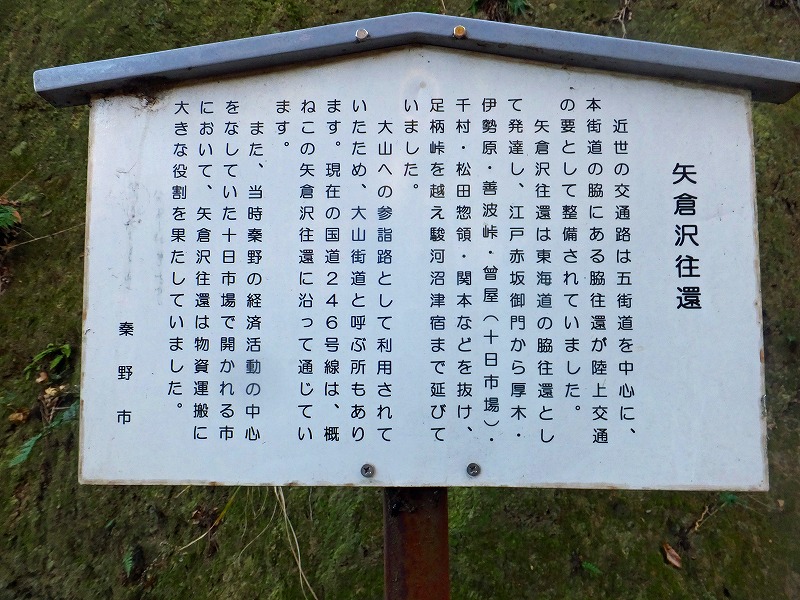 矢倉沢往還
近世の交通路は五街道を中心に、
本街道の脇にある脇往還が陸上交通
の要として整備されていました。
矢倉沢往還は東海道の脇往還とし
て発達し、江戸赤坂御門から厚木・
伊勢原・善波峠・曾屋（十日市場）・
千村・松田惣領・関本などを抜け、
足柄峠を越え駿河沼津宿まで延びて
いました。
大山への参詣路として利用されて
いたため、大山街道と呼ぶ所もあり
ます。現在の国道２４６号線は、概
ねこの矢倉沢往還に沿って通じてい
ます。
また、当時秦野の経済活動の中心
をなしていた十日市場で開かれる市
において、矢倉沢往還は物資運搬に
大きな役割を果たしていました。
秦野市